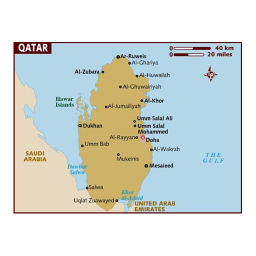 QATAR
0 40 km
0 20 miles
Ar-Ruweis
Al-Ghariya
Al-Zubara
Al-Huwailah
Al-Ghuwairiyah
Hawar
Islands
Al-Khor
Al-Jumaliyah
Umm Salal Ali
Umm Salal
Mohammed
Dukhan
Al-Rayyan
Doha
Umm Bab
Al-Wakrah
SAUDI
ARABIA
Mukeinis
THE
GULF
Dawhat
Salwa
Mesaieed
Salwa
Khor
Al-Adaid
Uqlat Zuawayed
UNITED ARAB
EMIRATES